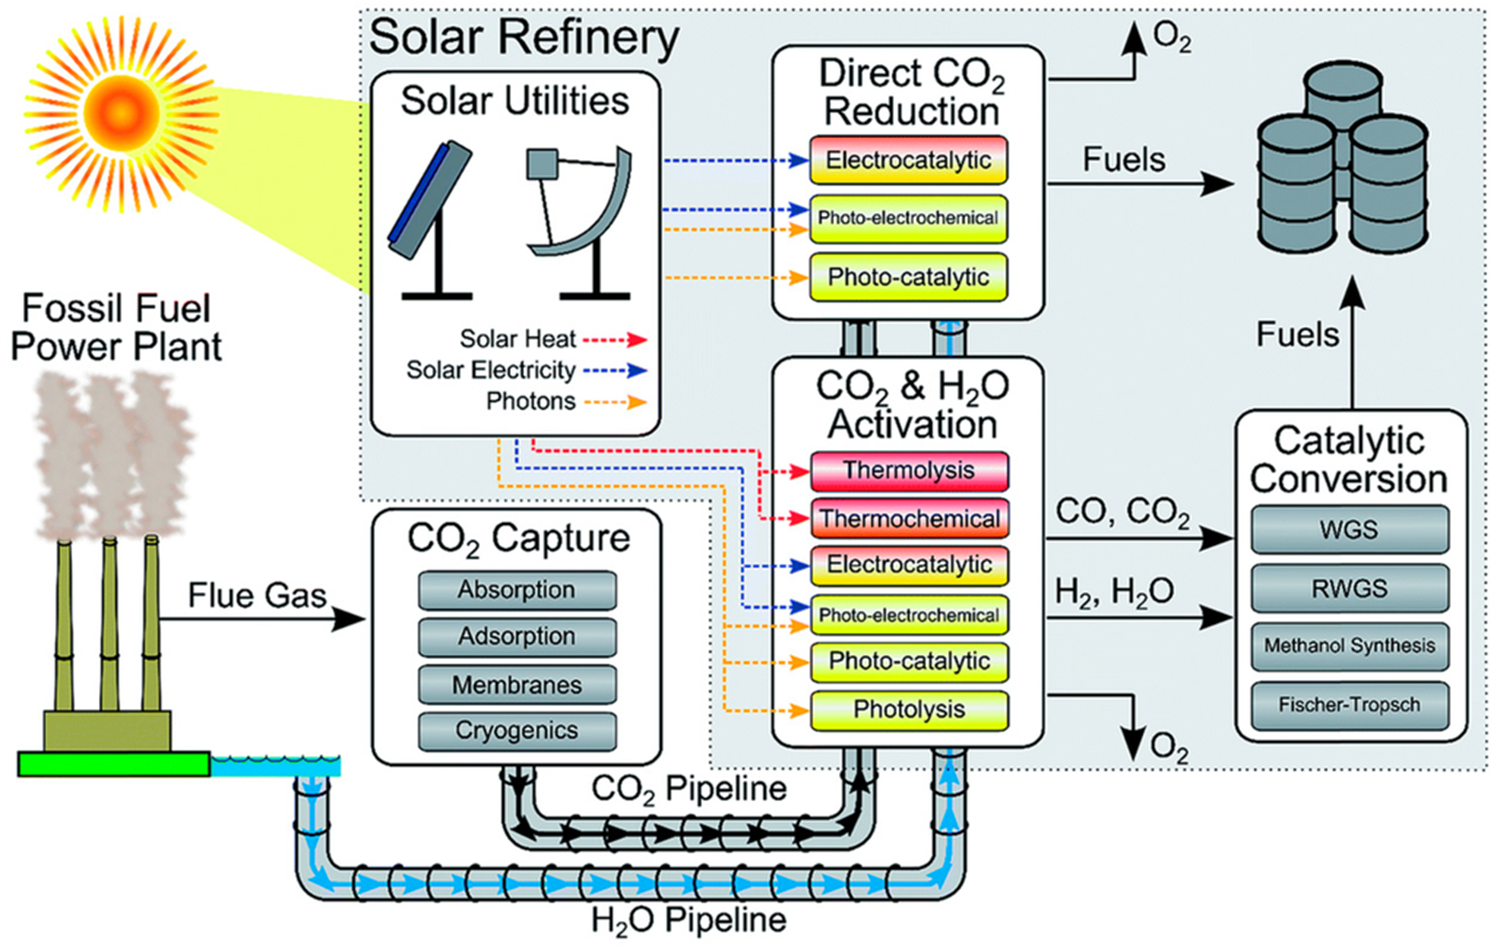 Solar Refinery
Solar Utilities
Solar Heat
Solar Electricity
Photons
Direct CO₂
Reduction
Electrocatalytic
Photo-electrochemical
Photo-catalytic
O₂
Fuels
Fossil Fuel
Power Plant
Flue Gas
CO₂ Capture
Absorption
Adsorption
Membranes
Cryogenics
CO₂ & H₂O
Activation
Thermolysis
Thermochemical
Electrocatalytic
Photo-electrochemical
Photo-catalytic
Photolysis
CO, CO₂
H₂, H₂O
O₂
Fuels
Catalytic
Conversion
WGS
RWGS
Methanol Synthesis
Fischer-Tropsch
CO₂ Pipeline
H₂O Pipeline